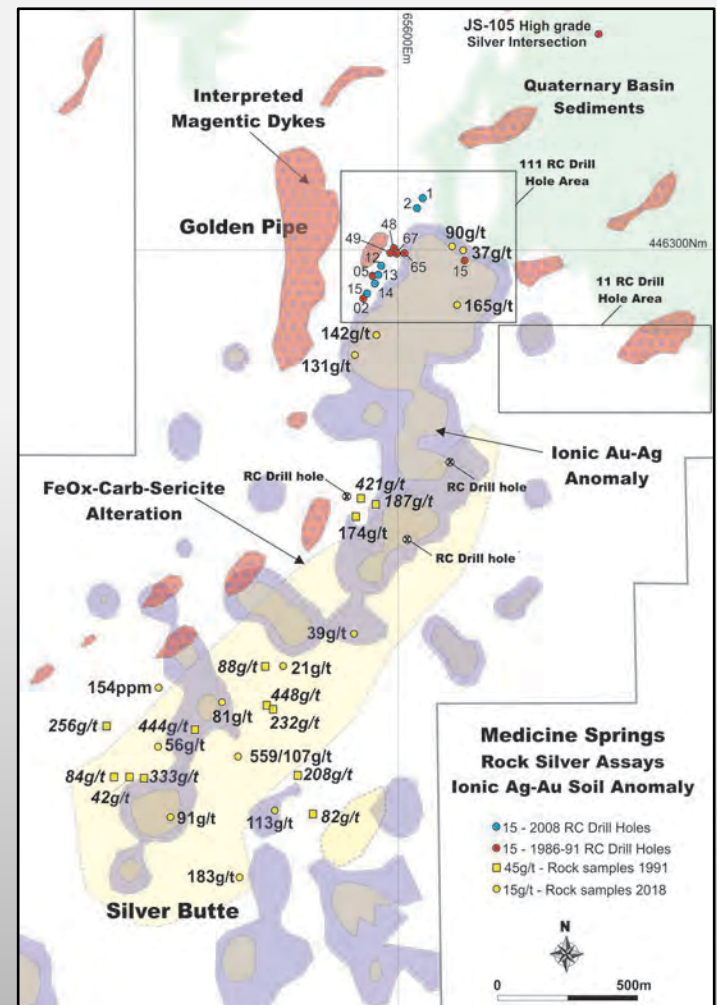 65600Em
JS-105 High grade
Silver Intersection
Interpreted
Magentic Dykes
Quaternary Basin
Sediments
111 RC Drill
Hole Area
Golden Pipe
1
2
48
49
67
90g/t
37g/t
446300Nm
12
65
15
05
13
15
14
02
165g/t
11 RC Drill
Hole Area
142g/t
131g/t
Ionic Au-Ag
Anomaly
RC Drill hole
421g/t
187g/t
RC Drill hole
FeOx-Carb-Sericite
Alteration
174g/t
RC Drill hole
39g/t
88g/t
21g/t
154ppm
448g/t
81g/t
232g/t
256g/t
444g/t
56g/t
559/107g/t
84g/t
333g/t
208g/t
42g/t
91g/t
113g/t
82g/t
183g/t
Silver Butte
Medicine Springs
Rock Silver Assays
Ionic Ag-Au Soil Anomaly
15 - 2008 RC Drill Holes
15 - 1986-91 RC Drill Holes
45g/t - Rock samples 1991
15g/t - Rock samples 2018
N
0 500m